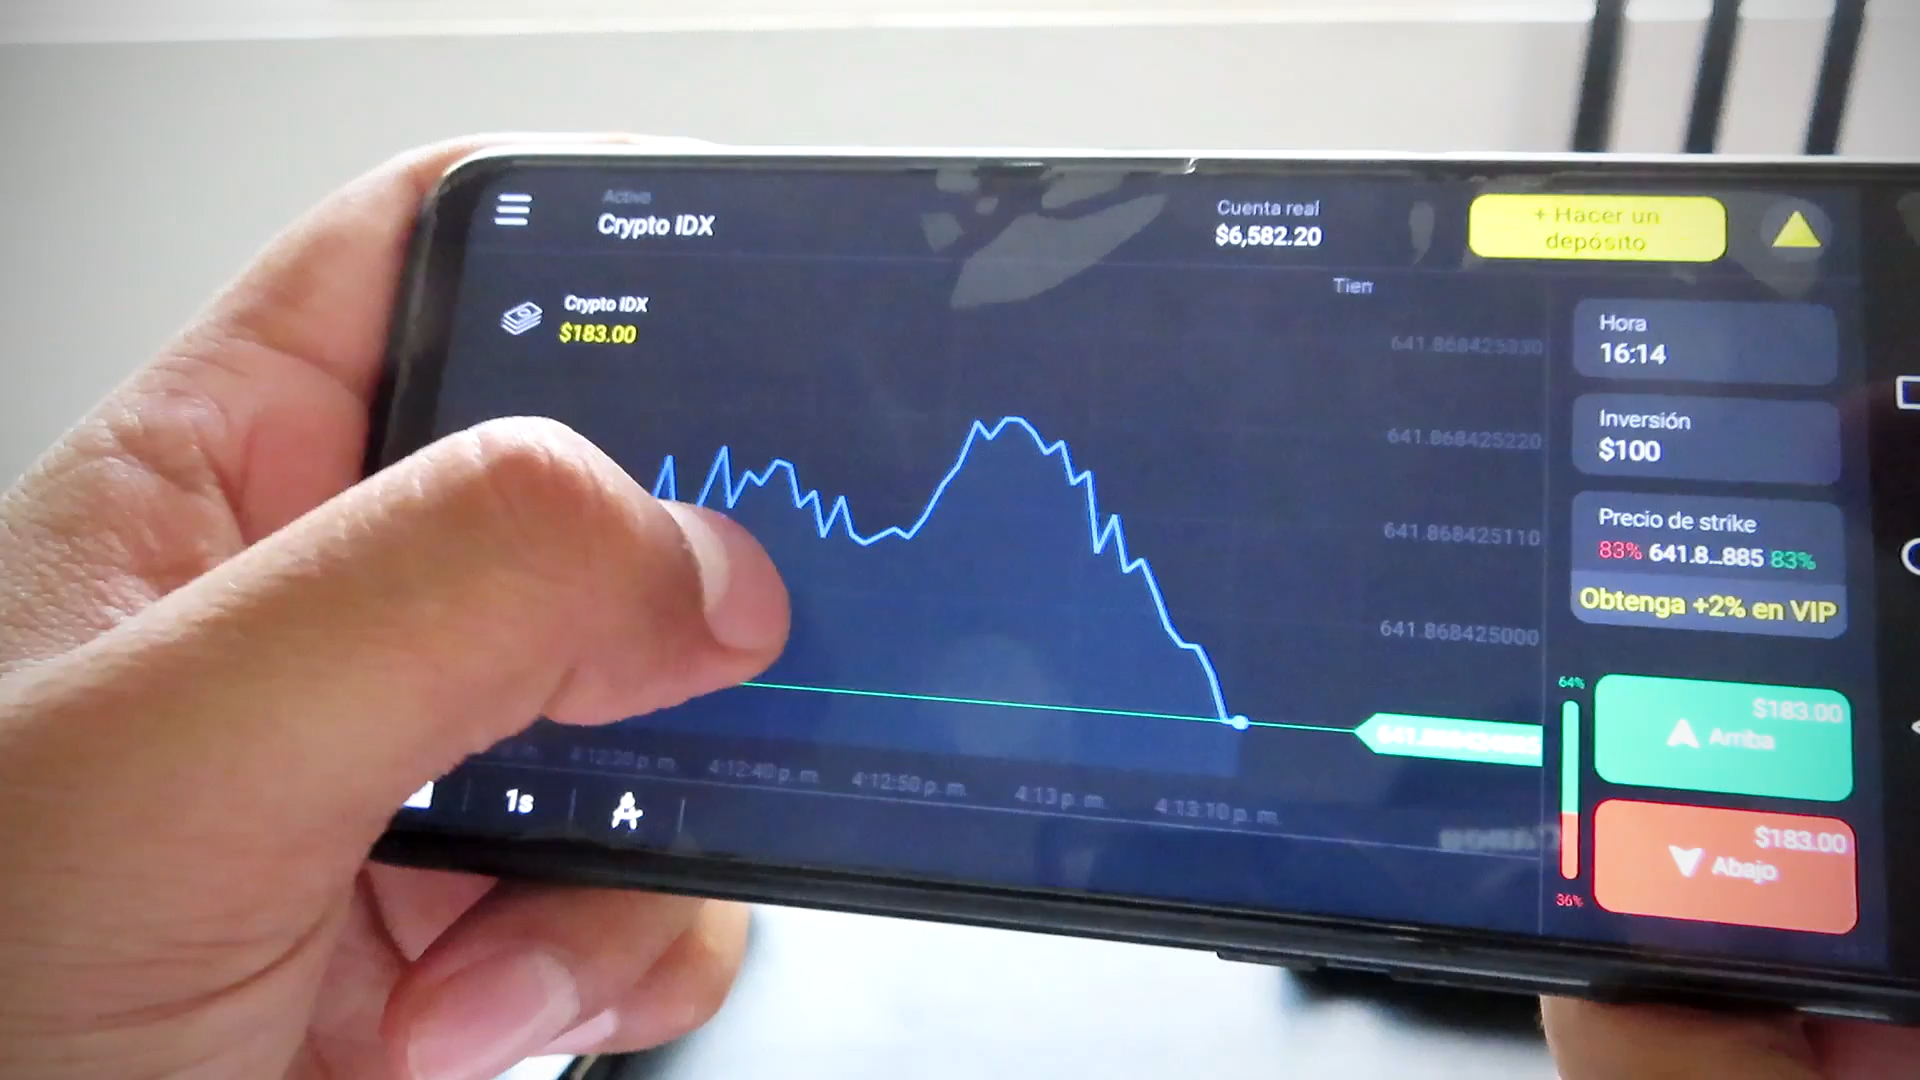 Activo
Crypto IDX
Cuenta real
$6,582.20
+ Hacer un
depósito
Crypto IDX
$183.00
Tiem
641.868425330
641.868425220
641.868425110
641.868425000
Hora
16:14
Inversión
$100
Precio de strike
83% 641.8...885 83%
Obtenga +2% en VIP
64%
$183.00
Arriba
$183.00
Abajo
36%
4:12:30 p. m.
4:12:40 p. m.
4:12:50 p. m.
4:13 p. m.
4:13:10 p. m.
1s